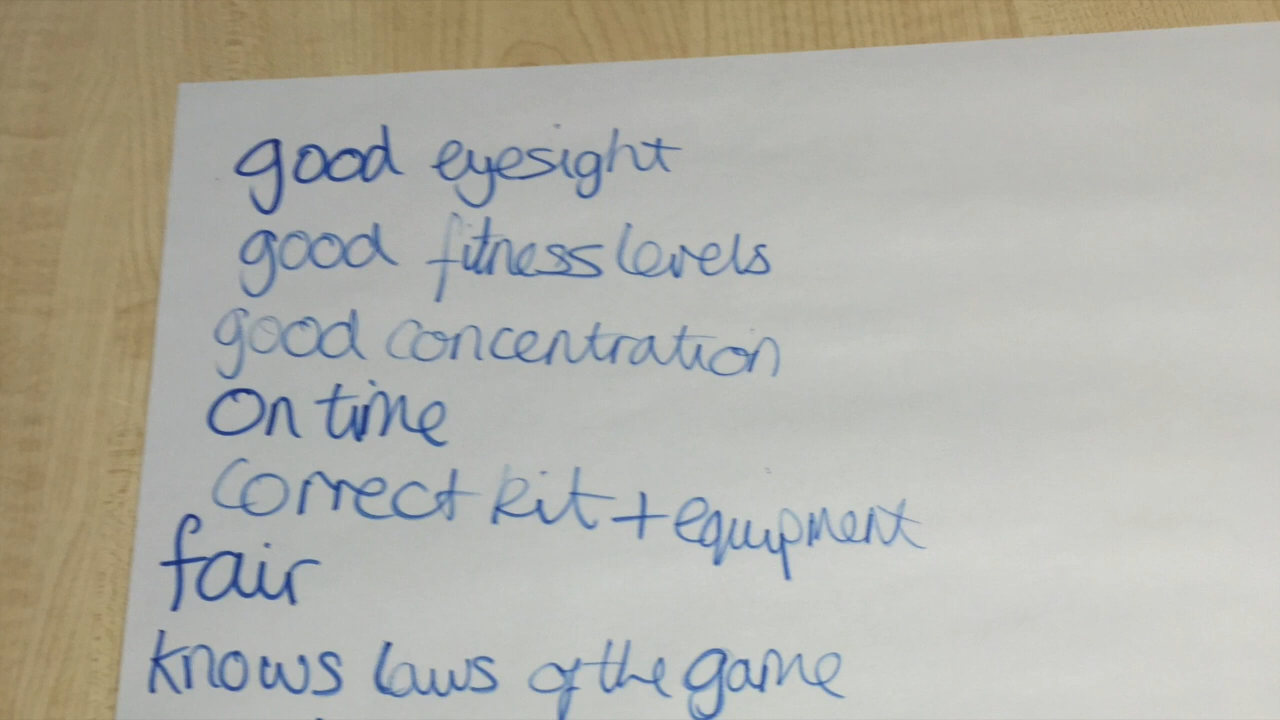 good eyesight
good fitness levels
good concentration
On time
Correct kit + equipment
fair
knows laws of the game